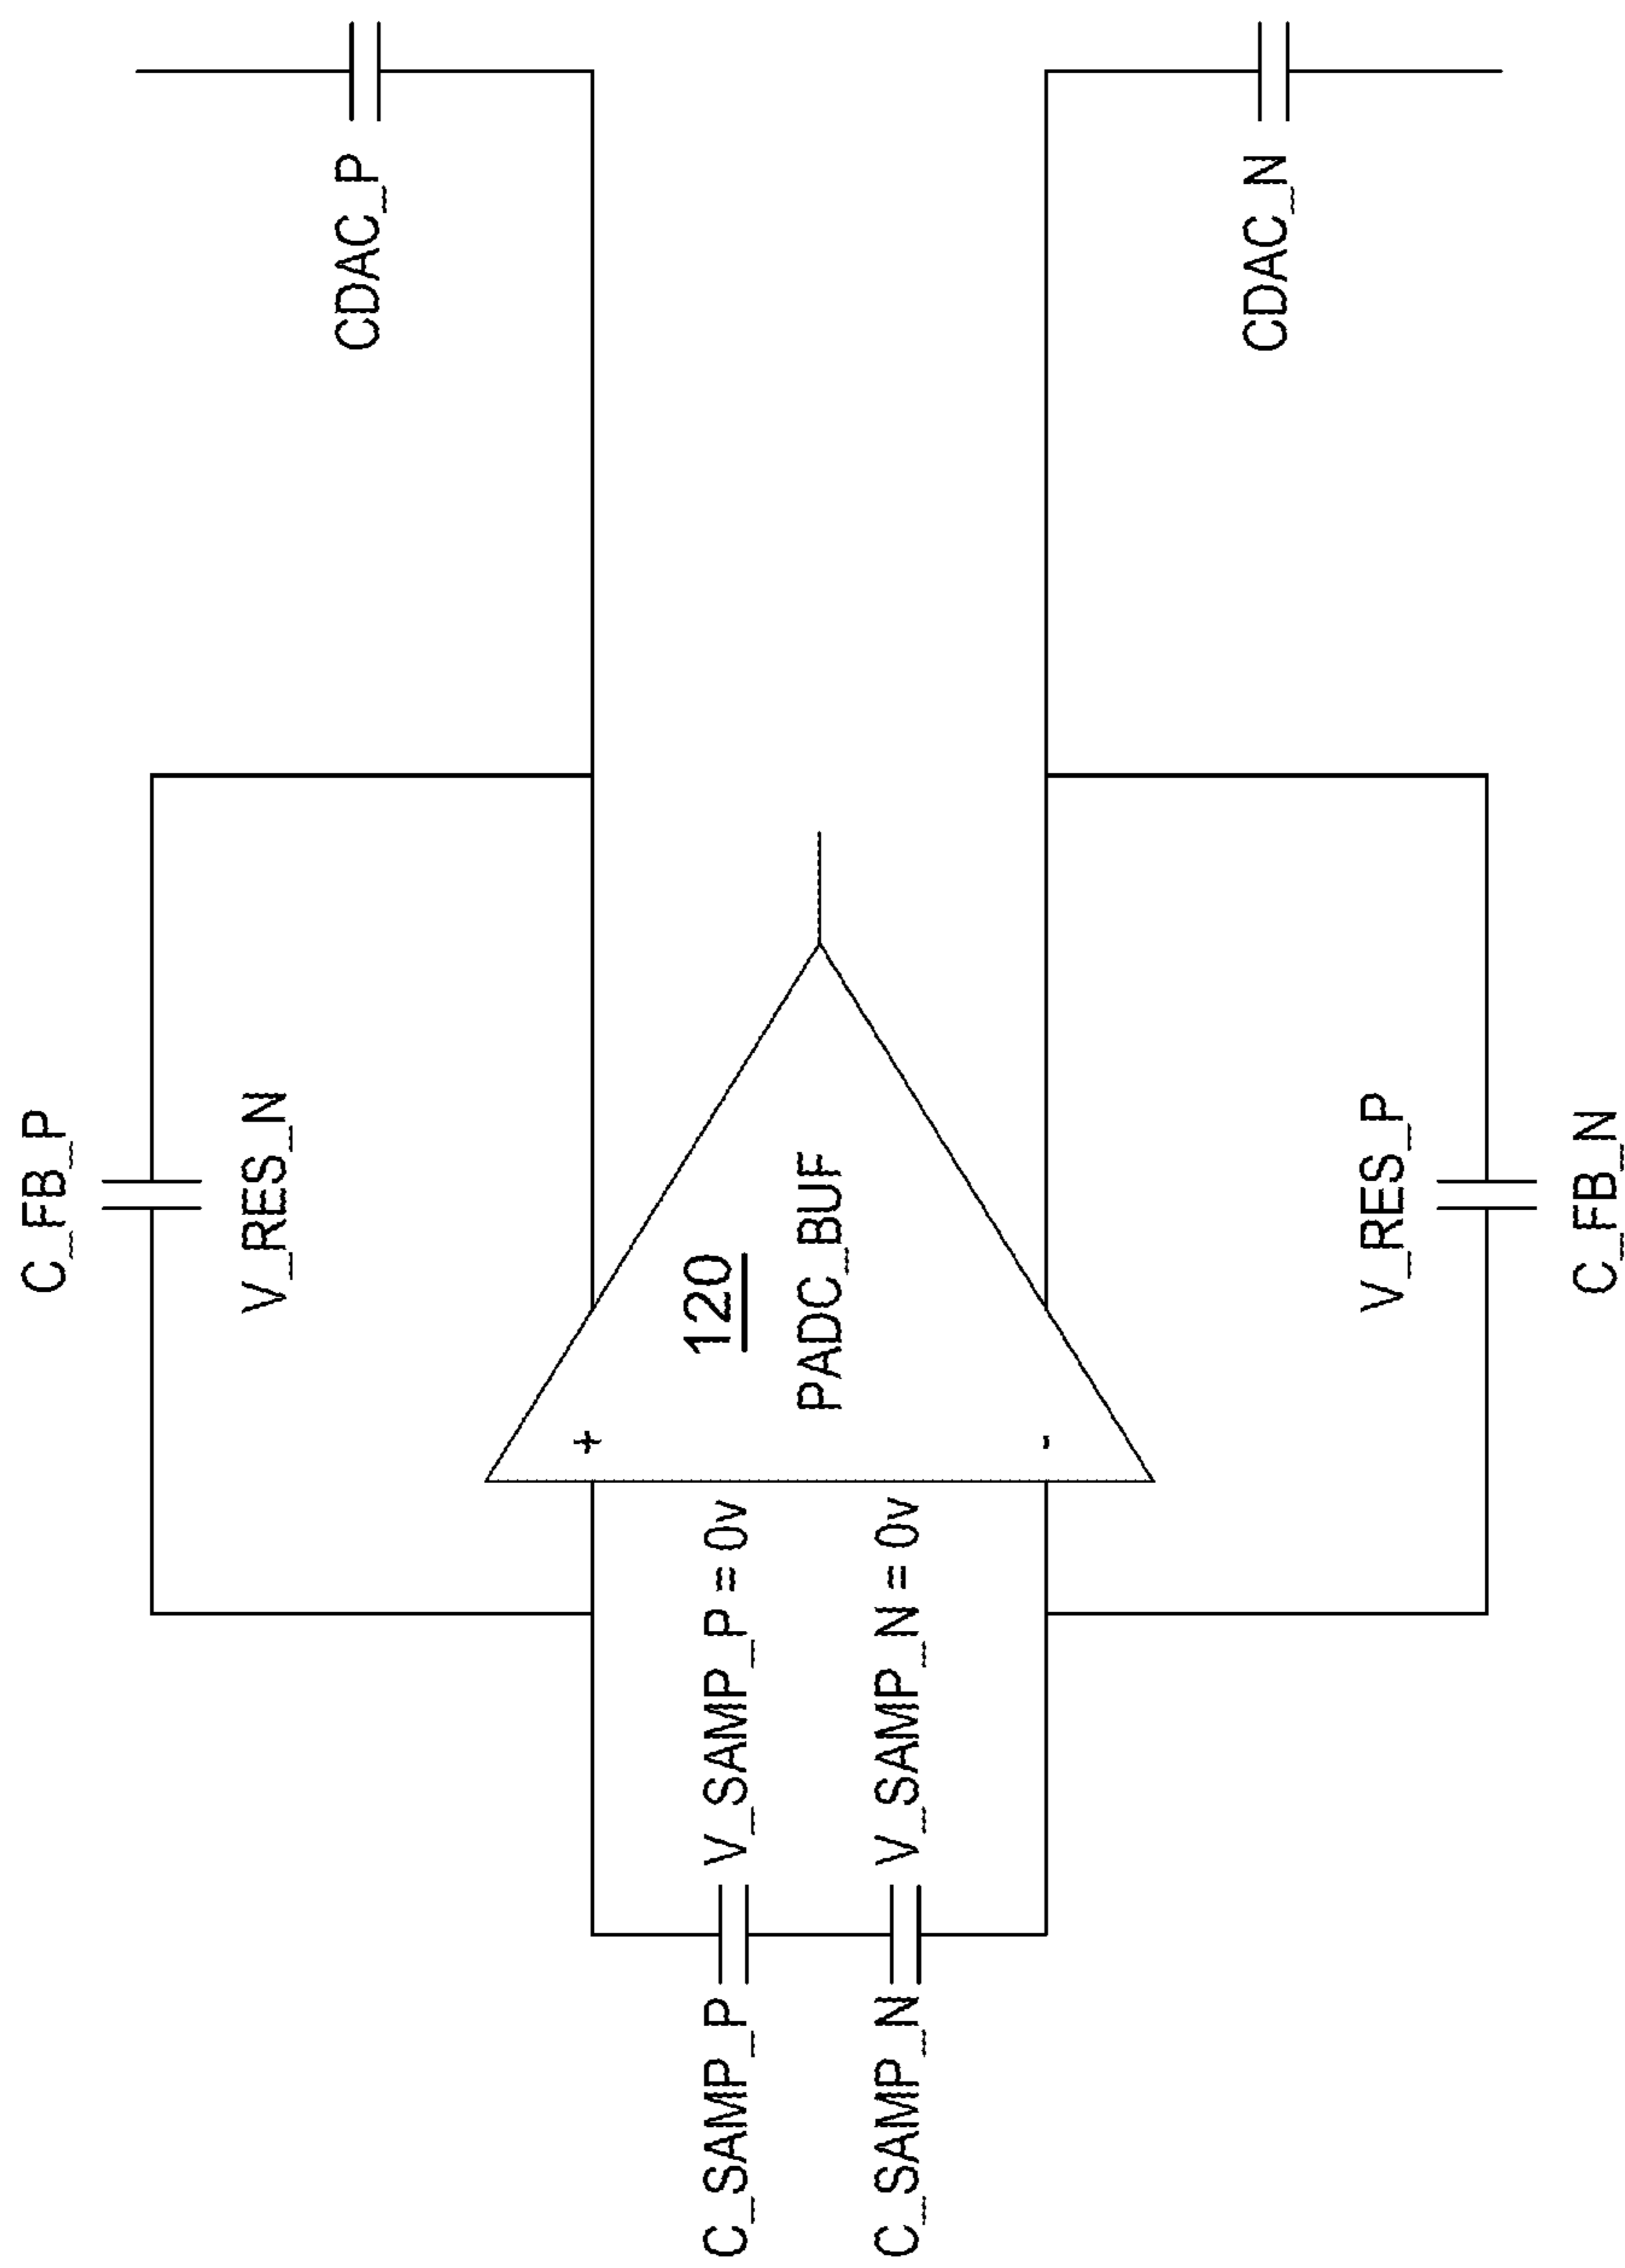 C_FB_P
V_RES_N
CDAC_P
+
120
PADC_BUF
-
C_SAMP_P
V_SAMP_P = 0v
C_SAMP_N
V_SAMP_N = 0v
CDAC_N
V_RES_P
C_FB_N